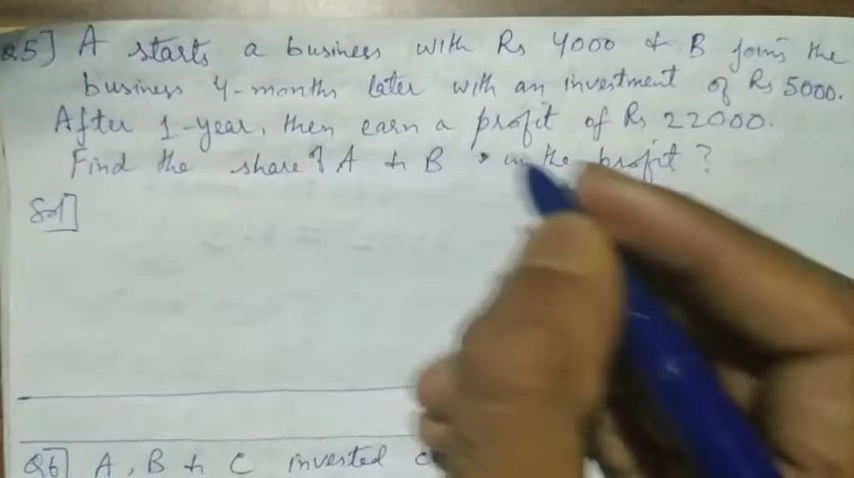 Q5] A starts a business with Rs 4000 & B joins the
business 4-months later with an investment of Rs 5000.
After 1-year, then earn a profit of Rs 22000.
Find the share of A & B in the profit?
Sol]
Q6] A, B & C invested